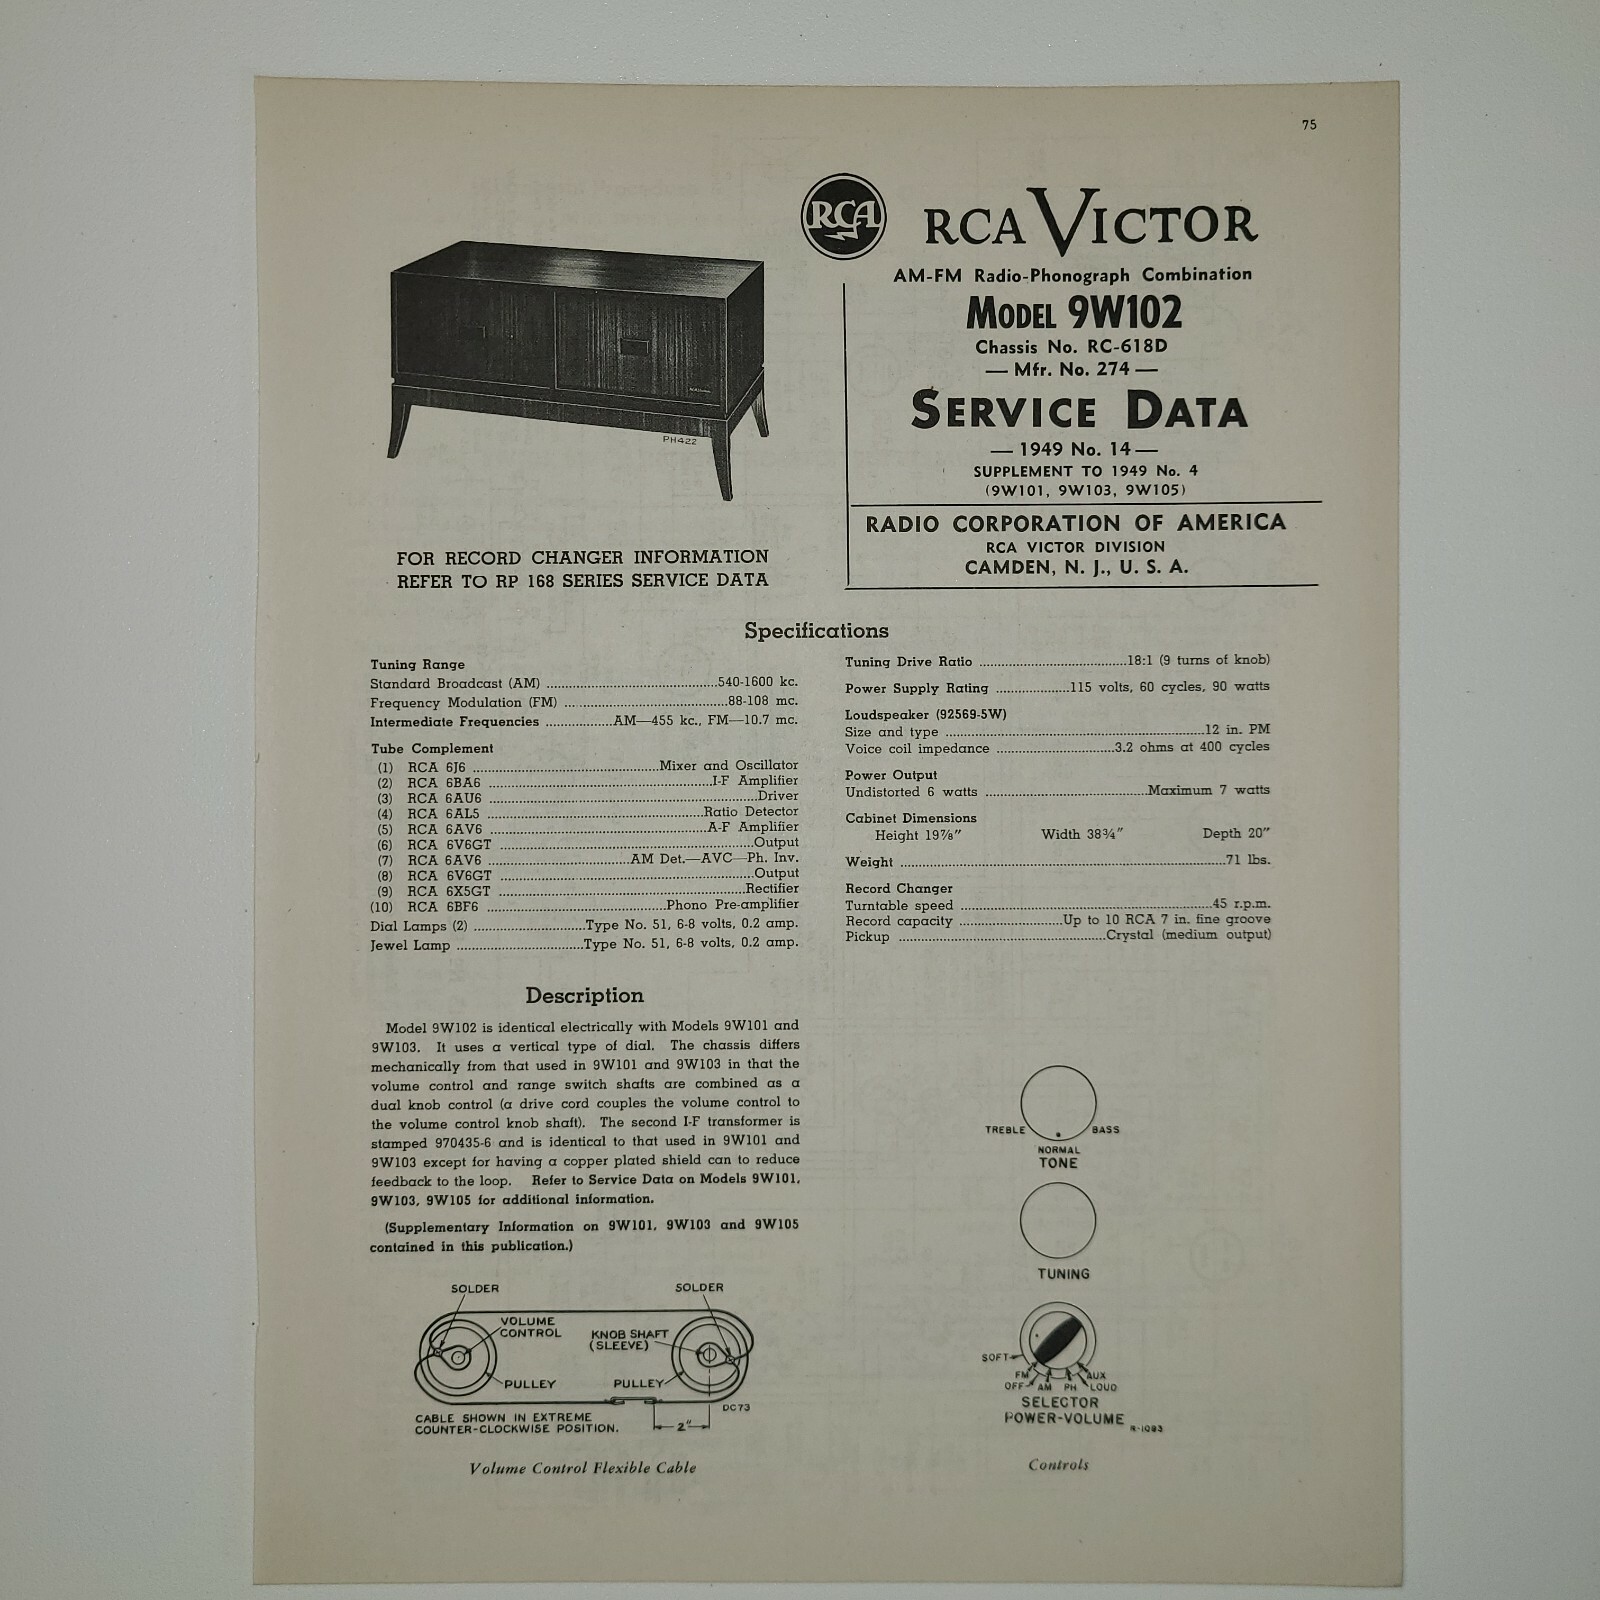 75
RCA
RCA VICTOR
AM-FM Radio-Phonograph Combination
MODEL 9W102
Chassis No. RC-618D
— Mfr. No. 274 —
SERVICE DATA
— 1949 No. 14 —
SUPPLEMENT TO 1949 No. 4
(9W101, 9W103, 9W105)
RADIO CORPORATION OF AMERICA
RCA VICTOR DIVISION
CAMDEN, N. J., U. S. A.
PH422
FOR RECORD CHANGER INFORMATION
REFER TO RP 168 SERIES SERVICE DATA
Specifications
Tuning Range
Standard Broadcast (AM) ..........540-1600 kc.
Frequency Modulation (FM) ..........88-108 mc.
Intermediate Frequencies ..........AM—455 kc., FM—10.7 mc.
Tube Complement
(1) RCA 6J6 ..........Mixer and Oscillator
(2) RCA 6BA6 ..........I-F Amplifier
(3) RCA 6AU6 ..........Driver
(4) RCA 6AL5 ..........Ratio Detector
(5) RCA 6AV6 ..........A-F Amplifier
(6) RCA 6V6GT ..........Output
(7) RCA 6AV6 ..........AM Det.—AVC—Ph. Inv.
(8) RCA 6V6GT ..........Output
(9) RCA 6X5GT ..........Rectifier
(10) RCA 6BF6 ..........Phono Pre-amplifier
Dial Lamps (2) ..........Type No. 51, 6-8 volts, 0.2 amp.
Jewel Lamp ..........Type No. 51, 6-8 volts, 0.2 amp.
Tuning Drive Ratio ..........18:1 (9 turns of knob)
Power Supply Rating ..........115 volts, 60 cycles, 90 watts
Loudspeaker (92569-5W)
Size and type ..........12 in. PM
Voice coil impedance ..........3.2 ohms at 400 cycles
Power Output
Undistorted 6 watts ..........Maximum 7 watts
Cabinet Dimensions
Height 19⅞″ Width 38¾″ Depth 20″
Weight ..........71 lbs.
Record Changer
Turntable speed ..........45 r.p.m.
Record capacity ..........Up to 10 RCA 7 in. fine groove
Pickup ..........Crystal (medium output)
Description
Model 9W102 is identical electrically with Models 9W101 and
9W103. It uses a vertical type of dial. The chassis differs
mechanically from that used in 9W101 and 9W103 in that the
volume control and range switch shafts are combined as a
dual knob control (a drive cord couples the volume control to
the volume control knob shaft). The second I-F transformer is
stamped 970435-6 and is identical to that used in 9W101 and
9W103 except for having a copper plated shield can to reduce
feedback to the loop. Refer to Service Data on Models 9W101,
9W103, 9W105 for additional information.
(Supplementary Information on 9W101, 9W103 and 9W105
contained in this publication.)
SOLDER SOLDER
VOLUME
CONTROL
KNOB SHAFT
(SLEEVE)
PULLEY PULLEY
DC73
CABLE SHOWN IN EXTREME
COUNTER-CLOCKWISE POSITION.
2″
Volume Control Flexible Cable
TREBLE BASS
NORMAL
TONE
TUNING
SOFT
FM AUX
OFF AM PH LOUD
SELECTOR
POWER-VOLUME
R-1093
Controls